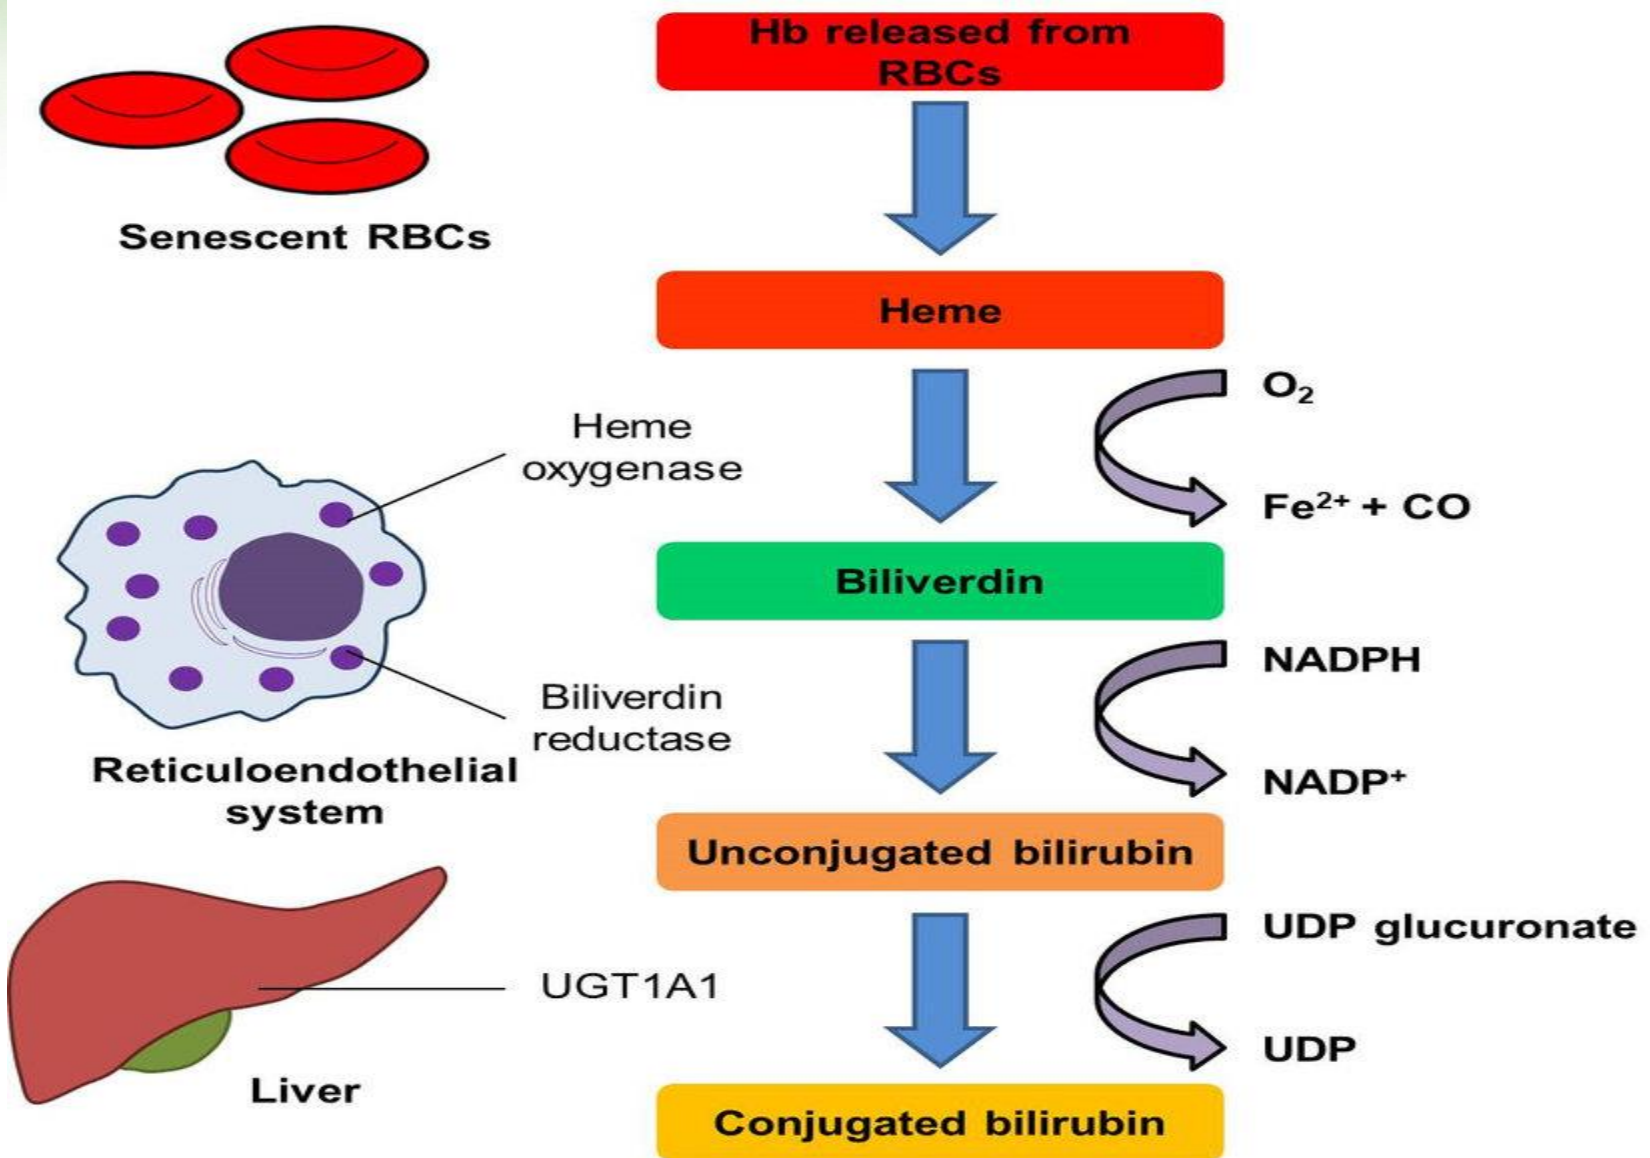 Hb released from
RBCs
Senescent RBCs
Heme
O₂
Heme
oxygenase
Fe²⁺ + CO
Biliverdin
NADPH
Biliverdin
reductase
Reticuloendothelial
system
NADP⁺
Unconjugated bilirubin
UDP glucuronate
UGT1A1
UDP
Liver
Conjugated bilirubin